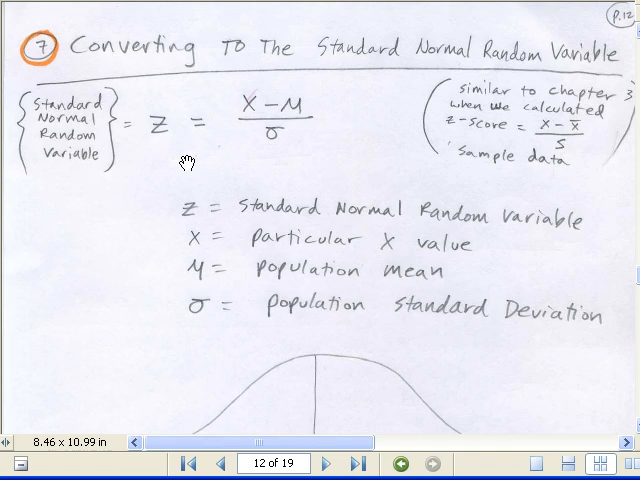 P.12
7 Converting To The Standard Normal Random Variable
{Standard Normal Random Variable} = Z = X - μ / σ
(similar to chapter 3
when we calculated
z-score = x - x̄ / s
sample data)
Z = Standard Normal Random Variable
X = particular X value
μ = population mean
σ = population Standard Deviation
8.46 x 10.99 in
12 of 19